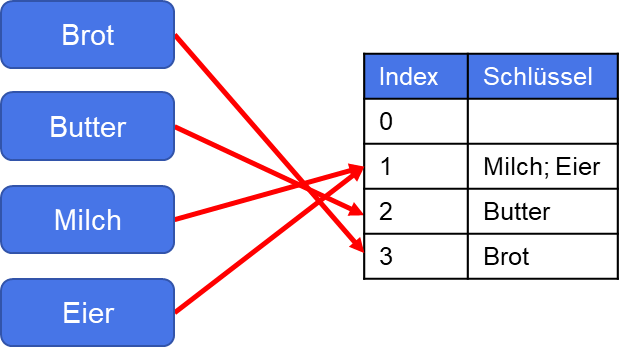 Brot
Butter
Milch
Eier
Index Schlüssel
0
1 Milch; Eier
2 Butter
3 Brot